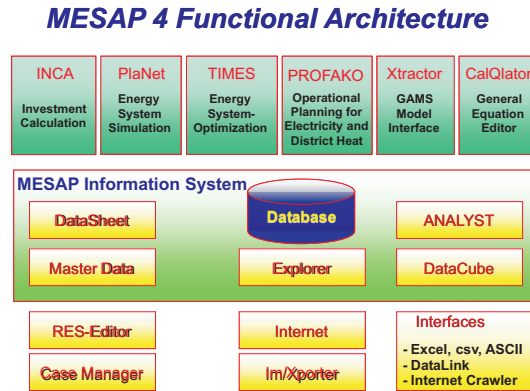 MESAP 4 Functional Architecture
INCA
Investment
Calculation
PlaNet
Energy
System
Simulation
TIMES
Energy
System-
Optimization
PROFAKO
Operational
Planning for
Electricity and
District Heat
Xtractor
GAMS
Model
Interface
CalQlator
General
Equation
Editor
MESAP Information System
DataSheet
Database
ANALYST
Master Data
Explorer
DataCube
RES-Editor
Internet
Case Manager
Im/Xporter
Interfaces
- Excel, csv, ASCII
- DataLink
- Internet Crawler